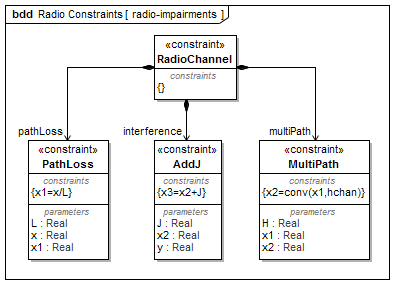 bdd Radio Constraints [ radio-impairments ]
«constraint»
RadioChannel
constraints
{}
pathLoss
interference
multiPath
«constraint»
PathLoss
constraints
{x1=x/L}
parameters
L : Real
x : Real
x1 : Real
«constraint»
AddJ
constraints
{x3=x2+J}
parameters
J : Real
x2 : Real
y : Real
«constraint»
MultiPath
constraints
{x2=conv(x1,hchan)}
parameters
H : Real
x1 : Real
x2 : Real